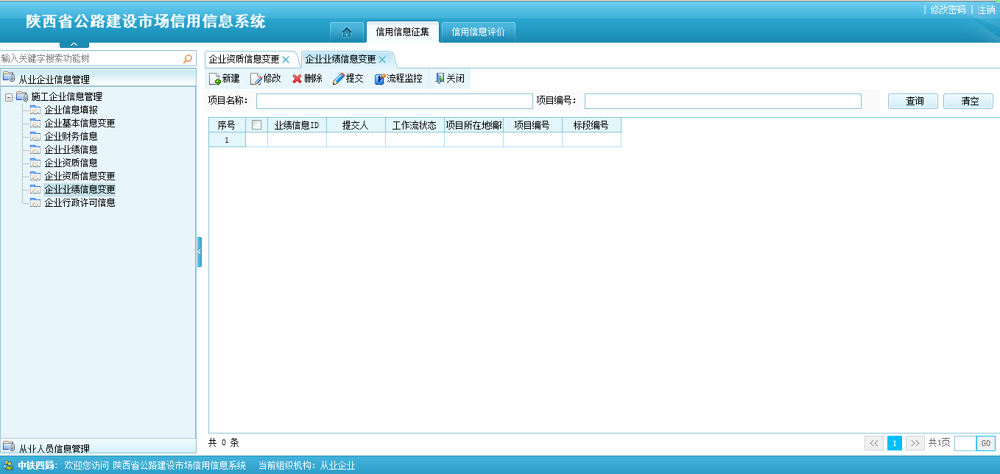 修改密码 | 注销
陕西省公路建设市场信用信息系统
信用信息征集 信用信息评价
输入关键字搜索功能树
从业企业信息管理
施工企业信息管理
企业信息填报
企业基本信息变更
企业财务信息
企业业绩信息
企业资质信息
企业资质信息变更
企业业绩信息变更
企业行政许可信息
从业人员信息管理
企业资质信息变更 企业业绩信息变更
新建 修改 删除 提交 流程监控 关闭
项目名称: 项目编号: 查询 清空
序号 业绩信息ID 提交人 工作流状态 项目所在地编码 项目编号 标段编号
1
共 0 条 << 1 >> 共1页 GO
中铁四局: 欢迎您访问 陕西省公路建设市场信用信息系统 当前组织机构: 从业企业